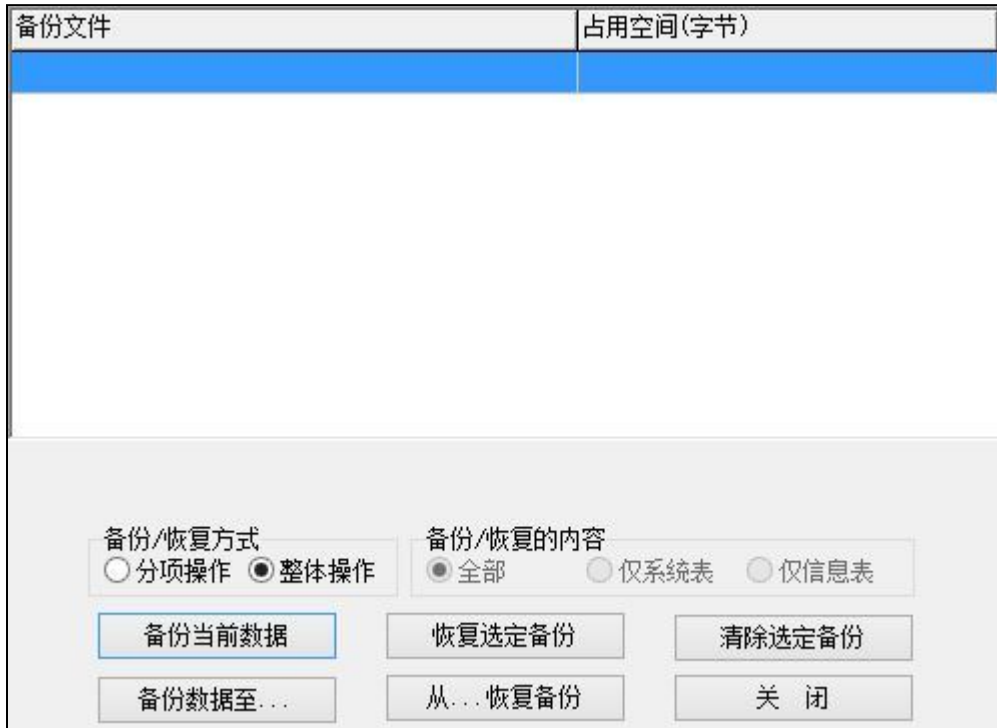 备份文件 占用空间(字节)
备份/恢复方式 备份/恢复的内容
分项操作 整体操作 全部 仅系统表 仅信息表
备份当前数据 恢复选定备份 清除选定备份
备份数据至... 从...恢复备份 关 闭